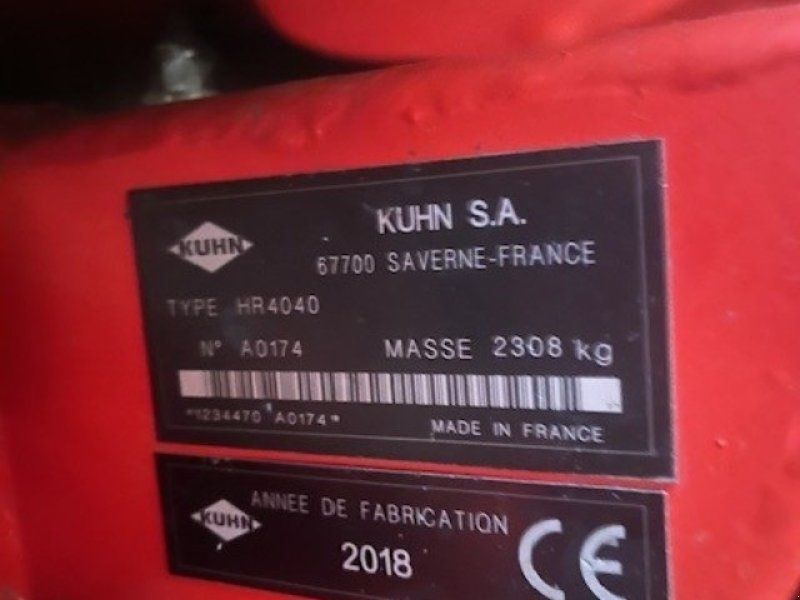 KUHN S.A.
KUHN
67700 SAVERNE-FRANCE
TYPE HR4040
N° A0174 MASSE 2308 kg
"1234470 A0174"
MADE IN FRANCE
KUHN
ANNEE DE FABRICATION
2018
CE